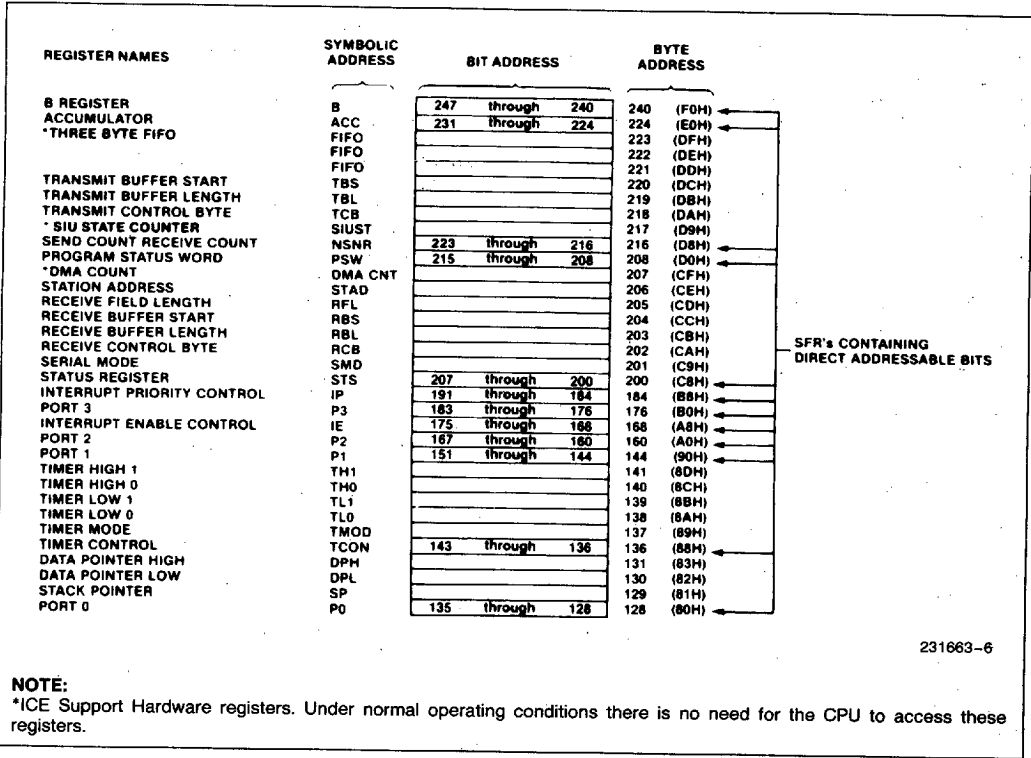 REGISTER NAMES SYMBOLIC ADDRESS BIT ADDRESS BYTE ADDRESS
B REGISTER B 247 through 240 240 (F0H)
ACCUMULATOR ACC 231 through 224 224 (E0H)
*THREE BYTE FIFO FIFO 223 (DFH)
FIFO 222 (DEH)
FIFO 221 (DDH)
TRANSMIT BUFFER START TBS 220 (DCH)
TRANSMIT BUFFER LENGTH TBL 219 (DBH)
TRANSMIT CONTROL BYTE TCB 218 (DAH)
* SIU STATE COUNTER SIUST 217 (D9H)
SEND COUNT RECEIVE COUNT NSNR 223 through 216 216 (D8H)
PROGRAM STATUS WORD PSW 215 through 208 208 (D0H)
*DMA COUNT DMA CNT 207 (CFH)
STATION ADDRESS STAD 206 (CEH)
RECEIVE FIELD LENGTH RFL 205 (CDH)
RECEIVE BUFFER START RBS 204 (CCH)
RECEIVE BUFFER LENGTH RBL 203 (CBH)
RECEIVE CONTROL BYTE RCB 202 (CAH)
SERIAL MODE SMD 201 (C9H)
STATUS REGISTER STS 207 through 200 200 (C8H)
INTERRUPT PRIORITY CONTROL IP 191 through 184 184 (B8H)
PORT 3 P3 183 through 176 176 (B0H)
INTERRUPT ENABLE CONTROL IE 175 through 168 168 (A8H)
PORT 2 P2 167 through 160 160 (A0H)
PORT 1 P1 151 through 144 144 (90H)
TIMER HIGH 1 TH1 141 (8DH)
TIMER HIGH 0 TH0 140 (8CH)
TIMER LOW 1 TL1 139 (8BH)
TIMER LOW 0 TL0 138 (8AH)
TIMER MODE TMOD 137 (89H)
TIMER CONTROL TCON 143 through 136 136 (88H)
DATA POINTER HIGH DPH 131 (83H)
DATA POINTER LOW DPL 130 (82H)
STACK POINTER SP 129 (81H)
PORT 0 P0 135 through 128 128 (80H)
SFR's CONTAINING
DIRECT ADDRESSABLE BITS
231663–6
NOTE:
*ICE Support Hardware registers. Under normal operating conditions there is no need for the CPU to access these
registers.